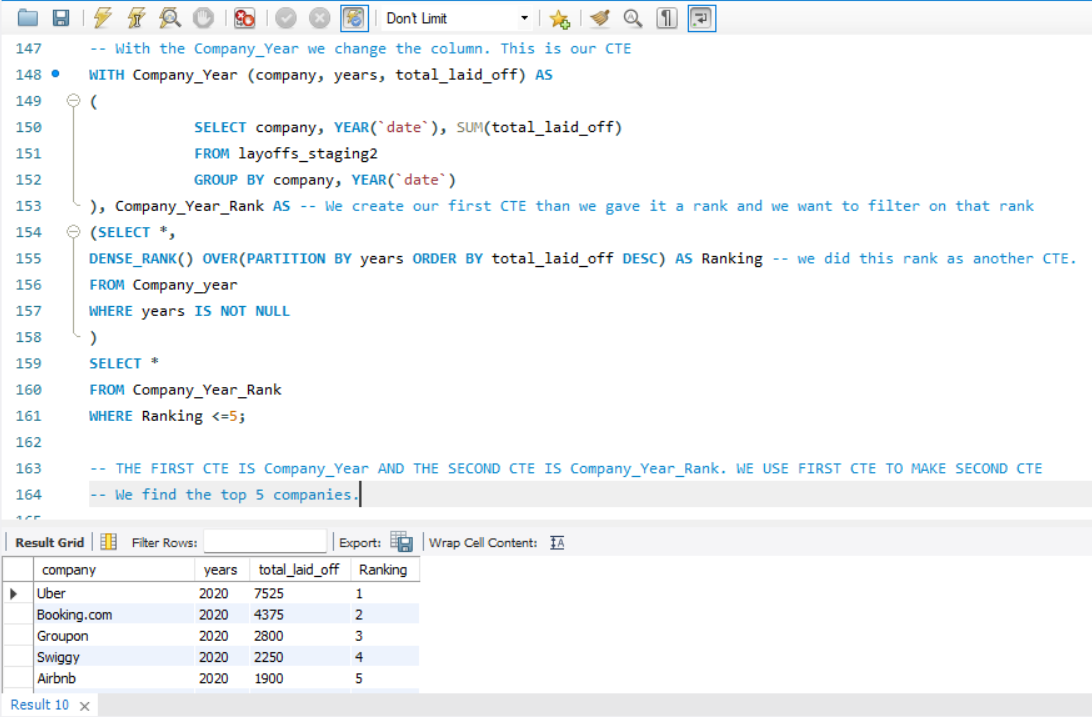 Don't Limit
147 -- With the Company_Year we change the column. This is our CTE
148 WITH Company_Year (company, years, total_laid_off) AS
149 (
150 SELECT company, YEAR(`date`), SUM(total_laid_off)
151 FROM layoffs_staging2
152 GROUP BY company, YEAR(`date`)
153 ), Company_Year_Rank AS -- We create our first CTE than we gave it a rank and we want to filter on that rank
154 (SELECT *,
155 DENSE_RANK() OVER(PARTITION BY years ORDER BY total_laid_off DESC) AS Ranking -- we did this rank as another CTE.
156 FROM Company_year
157 WHERE years IS NOT NULL
158 )
159 SELECT *
160 FROM Company_Year_Rank
161 WHERE Ranking <=5;
162
163 -- THE FIRST CTE IS Company_Year AND THE SECOND CTE IS Company_Year_Rank. WE USE FIRST CTE TO MAKE SECOND CTE
164 -- We find the top 5 companies.
165
Result Grid Filter Rows: Export: Wrap Cell Content:
company years total_laid_off Ranking
Uber 2020 7525 1
Booking.com 2020 4375 2
Groupon 2020 2800 3
Swiggy 2020 2250 4
Airbnb 2020 1900 5
Result 10